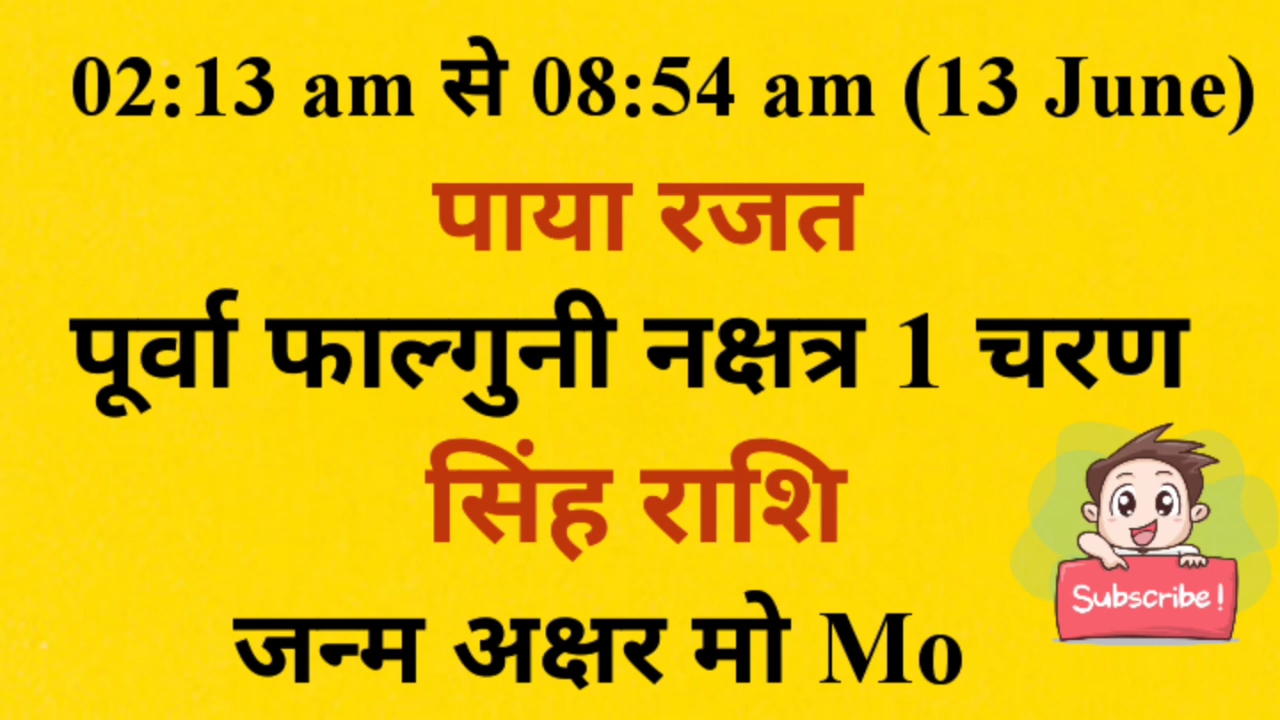 02:13 am से 08:54 am (13 June)
पाया रजत
पूर्वा फाल्गुनी नक्षत्र 1 चरण
सिंह राशि
Subscribe!
जन्म अक्षर मो Mo